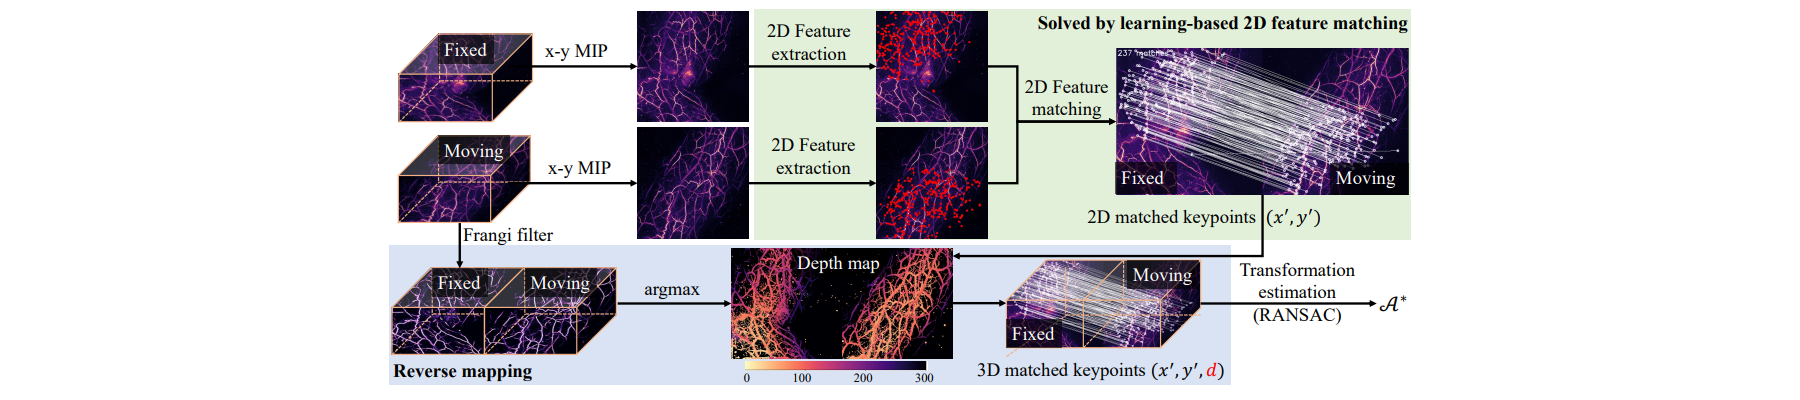 Solved by learning-based 2D feature matching
Fixed
x-y MIP
2D Feature
extraction
237 matches
2D Feature
matching
Moving
x-y MIP
2D Feature
extraction
Fixed
Moving
2D matched keypoints (x′, y′)
Frangi filter
Fixed
Moving
argmax
Depth map
0 100 200 300
Moving
Fixed
Transformation
estimation
(RANSAC)
𝒜*
Reverse mapping
3D matched keypoints (x′, y′, d)